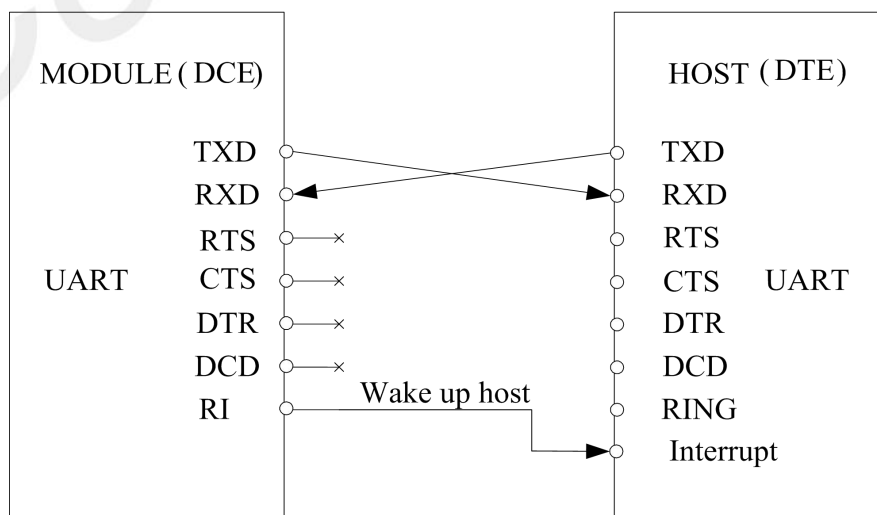 MODULE ( DCE)
TXD
RXD
RTS
CTS
DTR
DCD
RI
UART
Wake up host
HOST ( DTE)
TXD
RXD
RTS
CTS
DTR
DCD
RING
Interrupt
UART